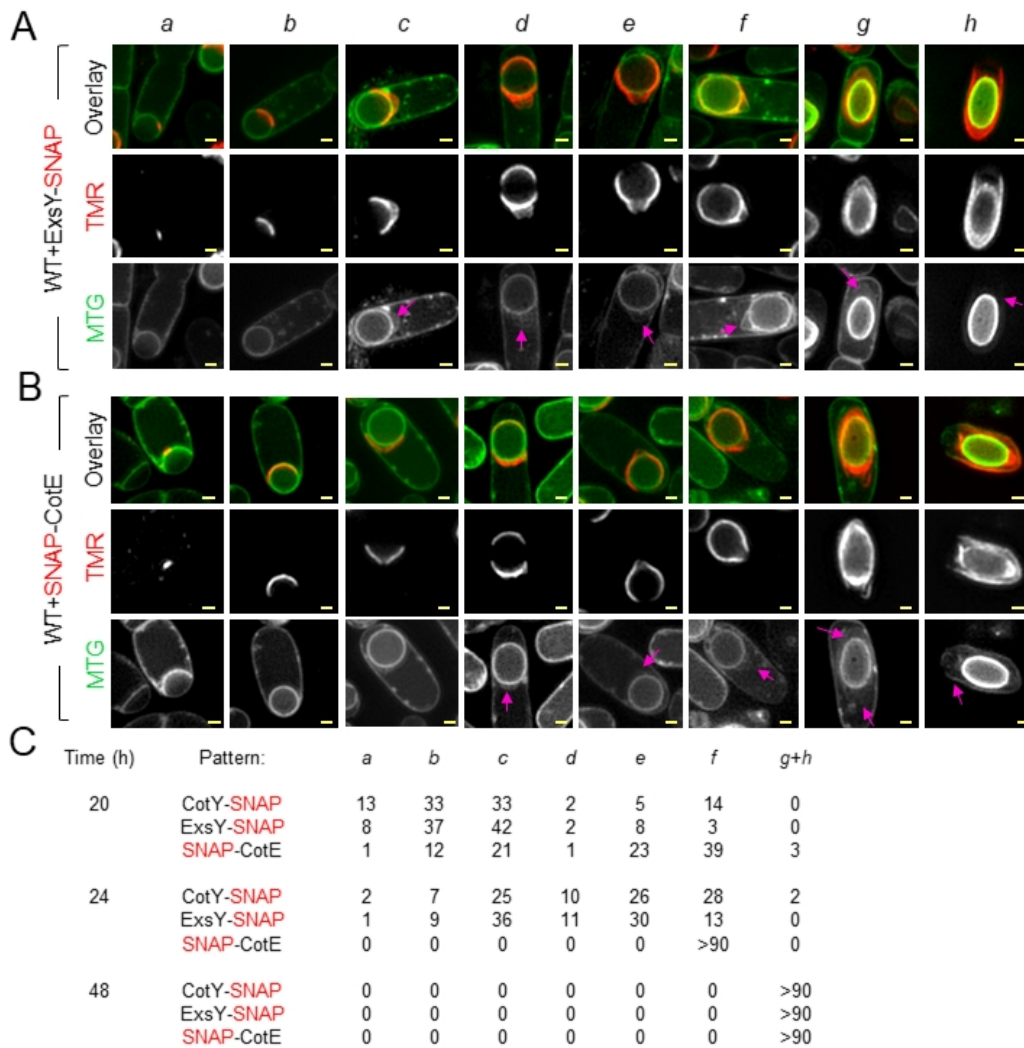 A
a b c d e f g h
WT+ExsY-SNAP
Overlay
TMR
MTG
B
WT+SNAP-CotE
Overlay
TMR
MTG
C
Time (h) Pattern: a b c d e f g+h
20 CotY-SNAP 13 33 33 2 5 14 0
ExsY-SNAP 8 37 42 2 8 3 0
SNAP-CotE 1 12 21 1 23 39 3
24 CotY-SNAP 2 7 25 10 26 28 2
ExsY-SNAP 1 9 36 11 30 13 0
SNAP-CotE 0 0 0 0 0 >90 0
48 CotY-SNAP 0 0 0 0 0 0 >90
ExsY-SNAP 0 0 0 0 0 0 >90
SNAP-CotE 0 0 0 0 0 0 >90